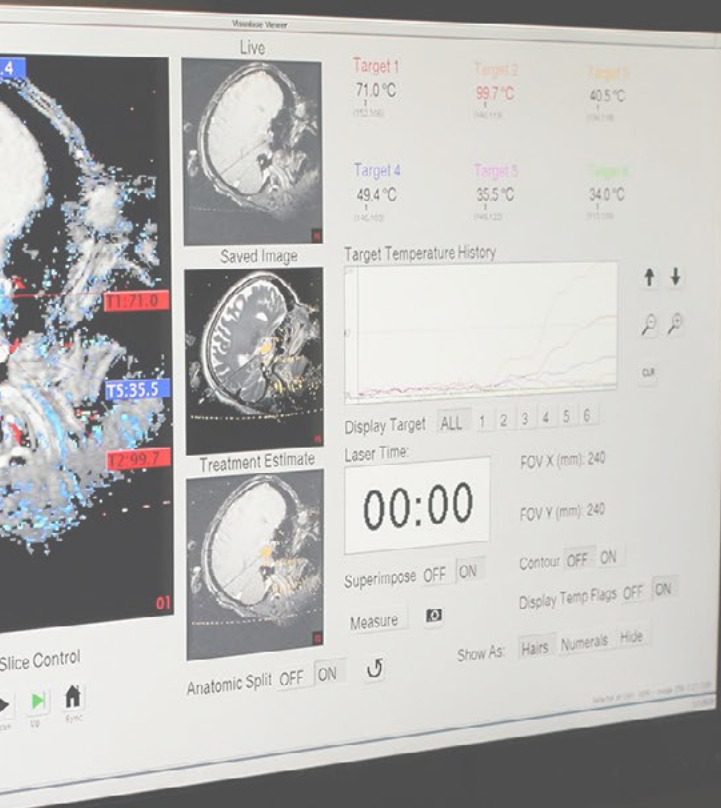 Visualase Viewer
.4
Live
Target 1
Target 2
Target 3
71.0 °C
99.7 °C
40.5 °C
Target 4
Target 5
Target 6
49.4 °C
35.5 °C
34.0 °C
Saved Image
Target Temperature History
T1:71.0
T5:35.5
T2:99.7
CLR
Display Target ALL 1 2 3 4 5 6
Treatment Estimate
Laser Time:
00:00
FOV X (mm): 240
FOV Y (mm): 240
Superimpose OFF ON
Contour OFF ON
Display Temp Flags OFF ON
Measure
01
Show As: Hairs Numerals Hide
Slice Control
Anatomic Split OFF ON
Up
Sync